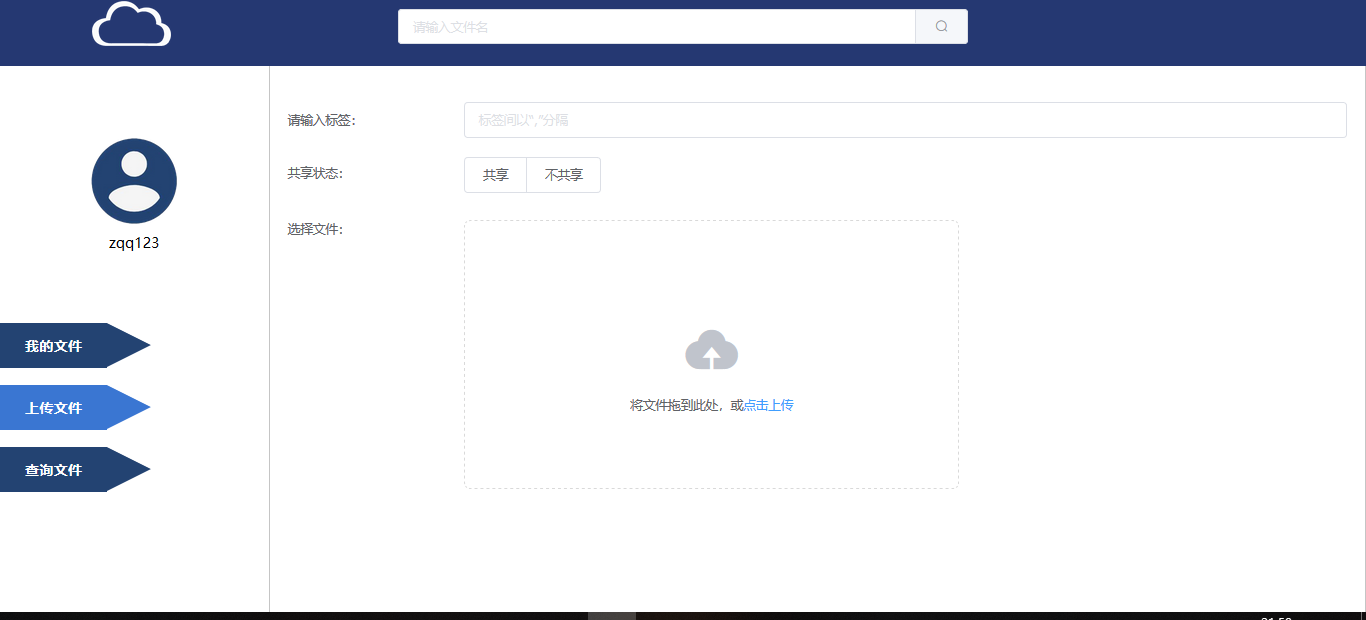 请输入文件名
请输入标签:
标签间以","分隔
共享状态:
共享
不共享
选择文件:
zqq123
我的文件
上传文件
查询文件
将文件拖到此处，或点击上传